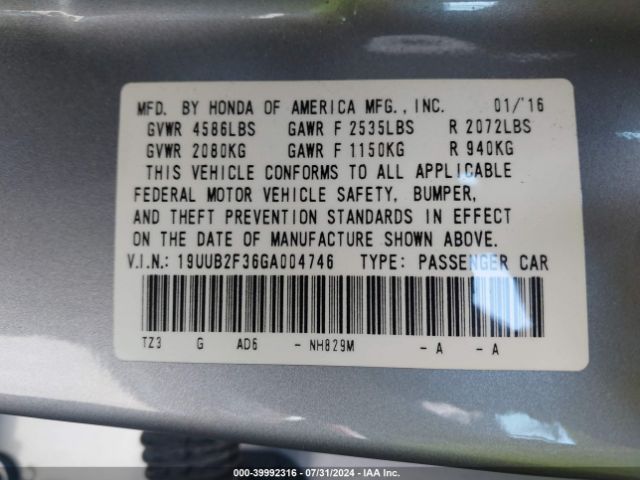 MFD. BY HONDA OF AMERICA MFG., INC. 01/'16
GVWR 4586LBS GAWR F 2535LBS R 2072LBS
GVWR 2080KG GAWR F 1150KG R 940KG
THIS VEHICLE CONFORMS TO ALL APPLICABLE
FEDERAL MOTOR VEHICLE SAFETY, BUMPER,
AND THEFT PREVENTION STANDARDS IN EFFECT
ON THE DATE OF MANUFACTURE SHOWN ABOVE.
V.I.N.: 19UUB2F36GA004746 TYPE: PASSENGER CAR
TZ3 G AD6 - NH829M - A - A
000-39992316 - 07/31/2024 - IAA Inc.